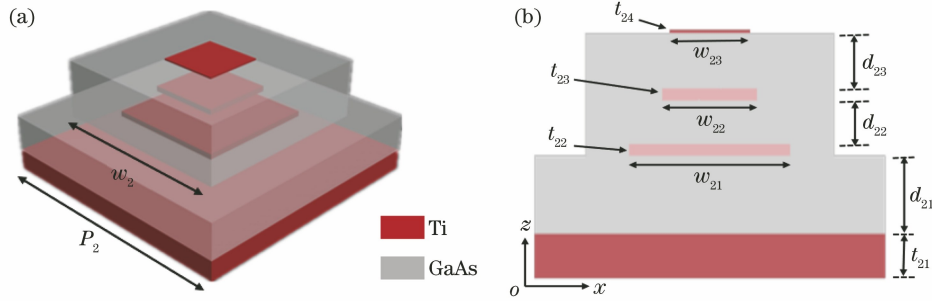 (a)
w₂
P₂
Ti
GaAs
(b)
t₂₄
w₂₃
d₂₃
t₂₃
w₂₂
d₂₂
t₂₂
w₂₁
d₂₁
z
t₂₁
o
x